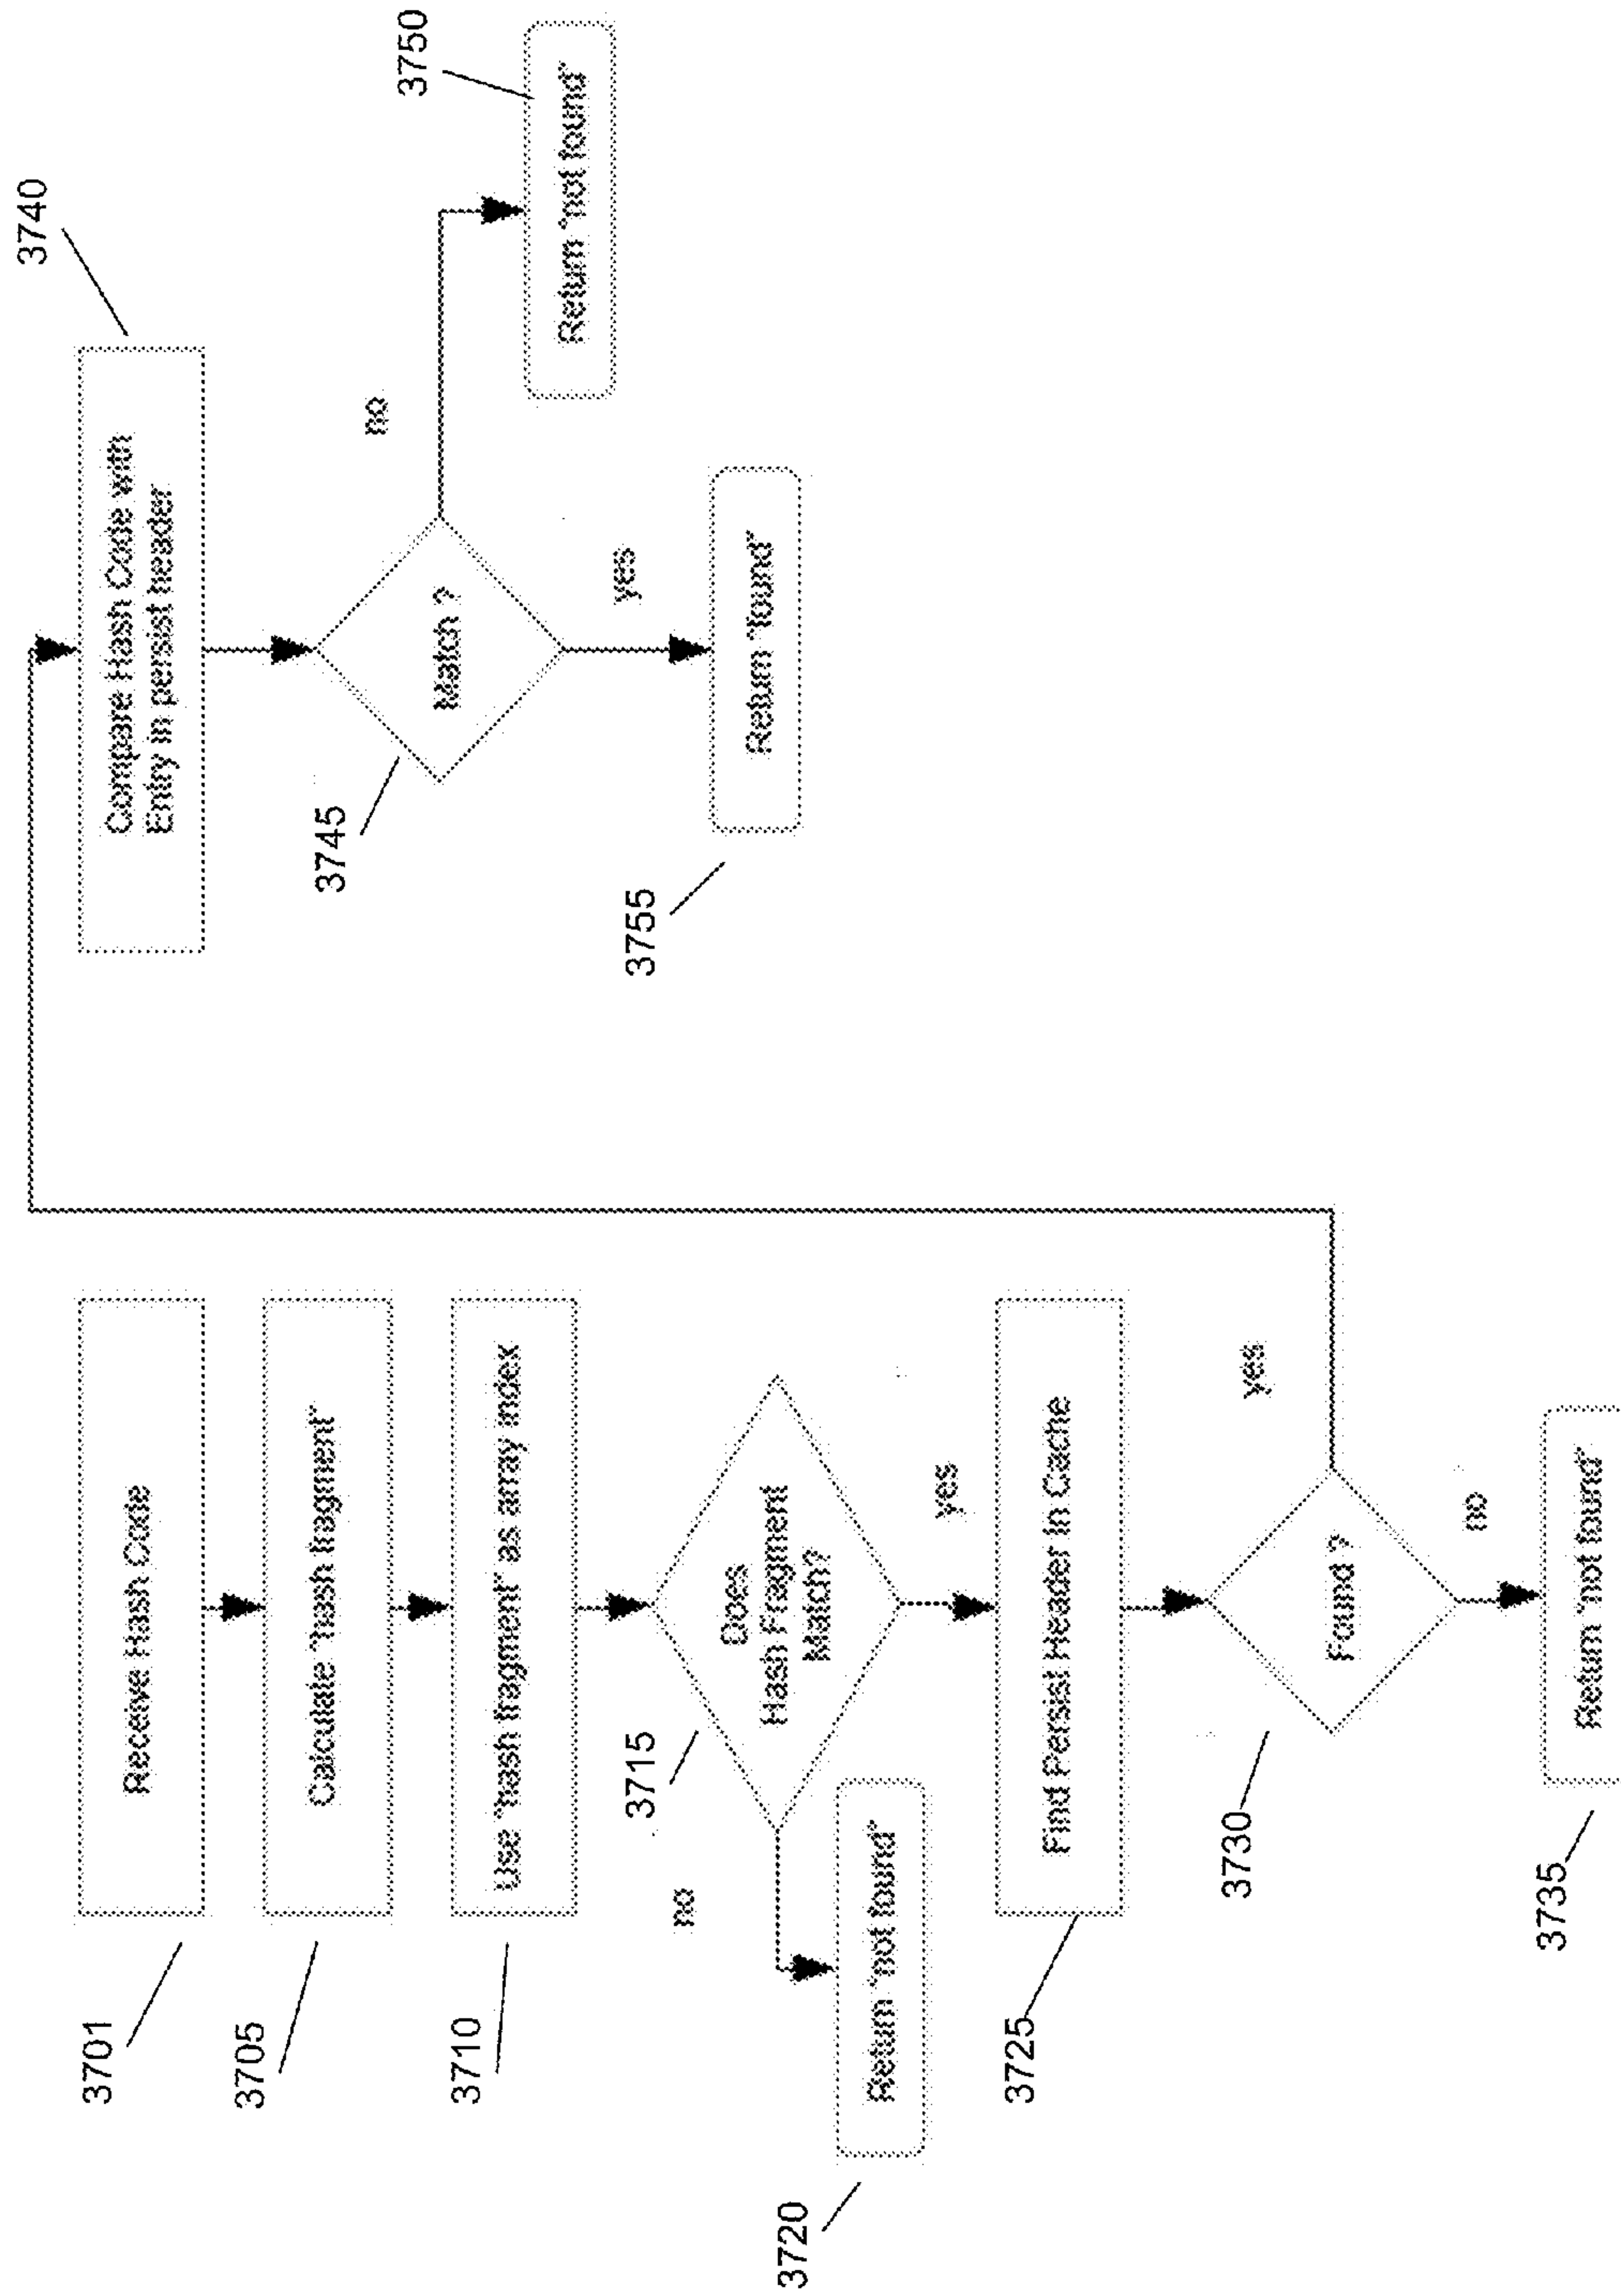 3701
Receive Hash Code
3705
Calculate "hash fragment"
3710
Use "hash fragment" as array index
3715
Does
Hash Fragment
Match?
no
yes
3720
Return "not found"
3725
Find Persist Header in Cache
3730
Found ?
yes
no
3735
Return "not found"
3740
Compare Hash Code with
Entry in persist header
3745
Match ?
no
yes
3750
Return "not found"
3755
Return "found"